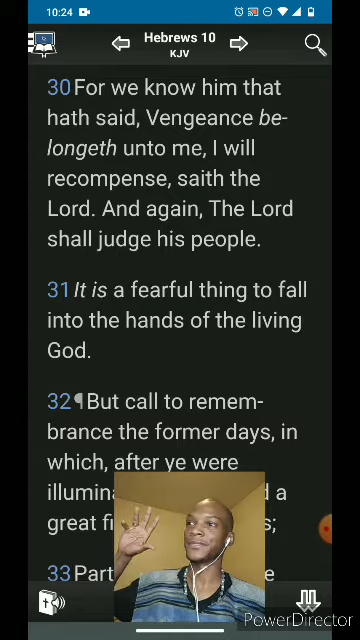 10:24
Hebrews 10
KJV
30 For we know him that
hath said, Vengeance be-
longeth unto me, I will
recompense, saith the
Lord. And again, The Lord
shall judge his people.
31 It is a fearful thing to fall
into the hands of the living
God.
32 ¶But call to remem-
brance the former days, in
which, after ye were
a
33
PowerDirector